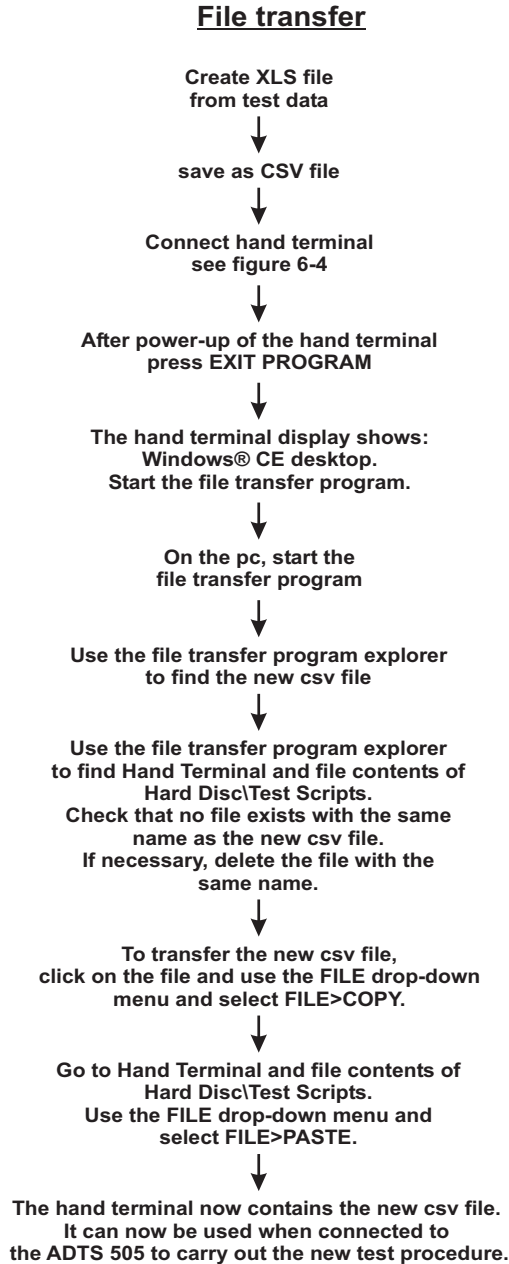 File transfer
Create XLS file
from test data
save as CSV file
Connect hand terminal
see figure 6-4
After power-up of the hand terminal
press EXIT PROGRAM
The hand terminal display shows:
Windows® CE desktop.
Start the file transfer program.
On the pc, start the
file transfer program
Use the file transfer program explorer
to find the new csv file
Use the file transfer program explorer
to find Hand Terminal and file contents of
Hard Disc\Test Scripts.
Check that no file exists with the same
name as the new csv file.
If necessary, delete the file with the
same name.
To transfer the new csv file,
click on the file and use the FILE drop-down
menu and select FILE>COPY.
Go to Hand Terminal and file contents of
Hard Disc\Test Scripts.
Use the FILE drop-down menu and
select FILE>PASTE.
The hand terminal now contains the new csv file.
It can now be used when connected to
the ADTS 505 to carry out the new test procedure.